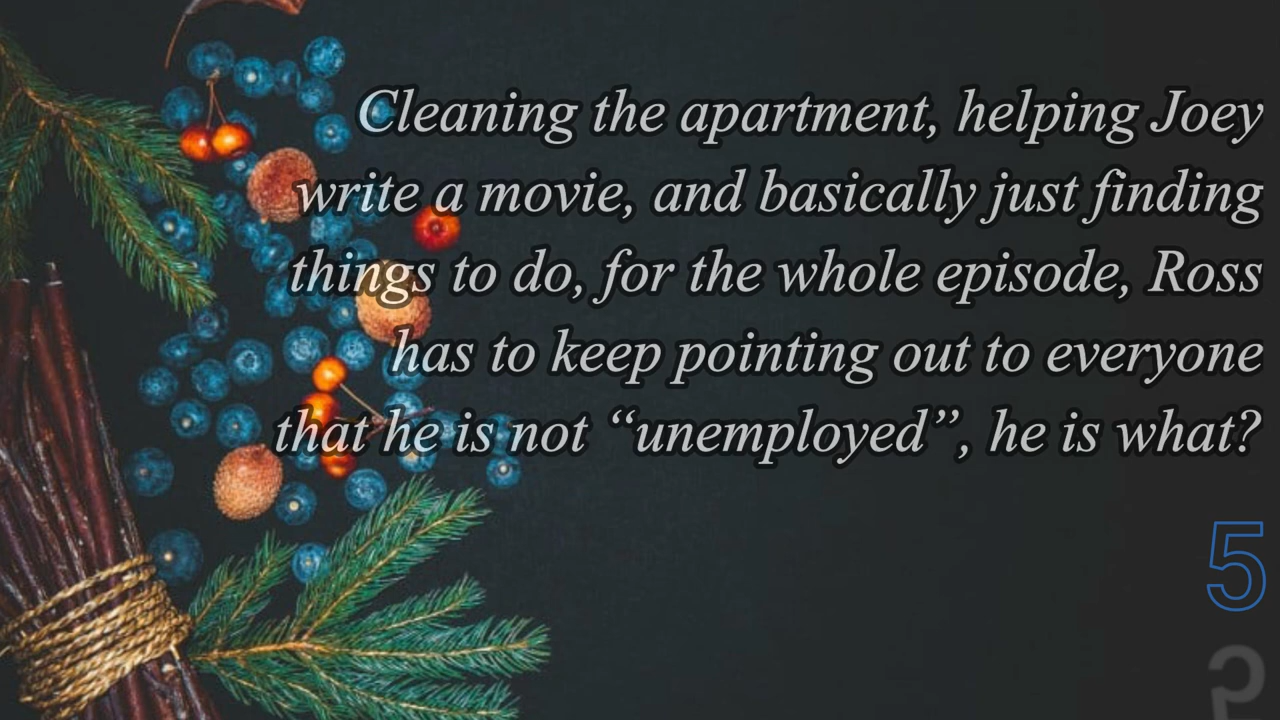 Cleaning the apartment, helping Joey
write a movie, and basically just finding
things to do, for the whole episode, Ross
has to keep pointing out to everyone
that he is not “unemployed”, he is what?
5